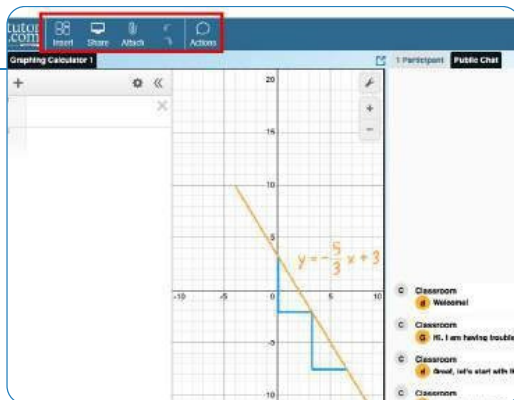 tutor
.com
Insert Share Attach Actions
Graphing Calculator 1
1 Participant Public Chat
20
15
10
5
-10 -5 0 5 10
-5
10
y = -5/3 x + 3
C Classroom
Welcome!
C Classroom
G Hi. I am having trouble
C Classroom
Great, let's start with
C Classroom